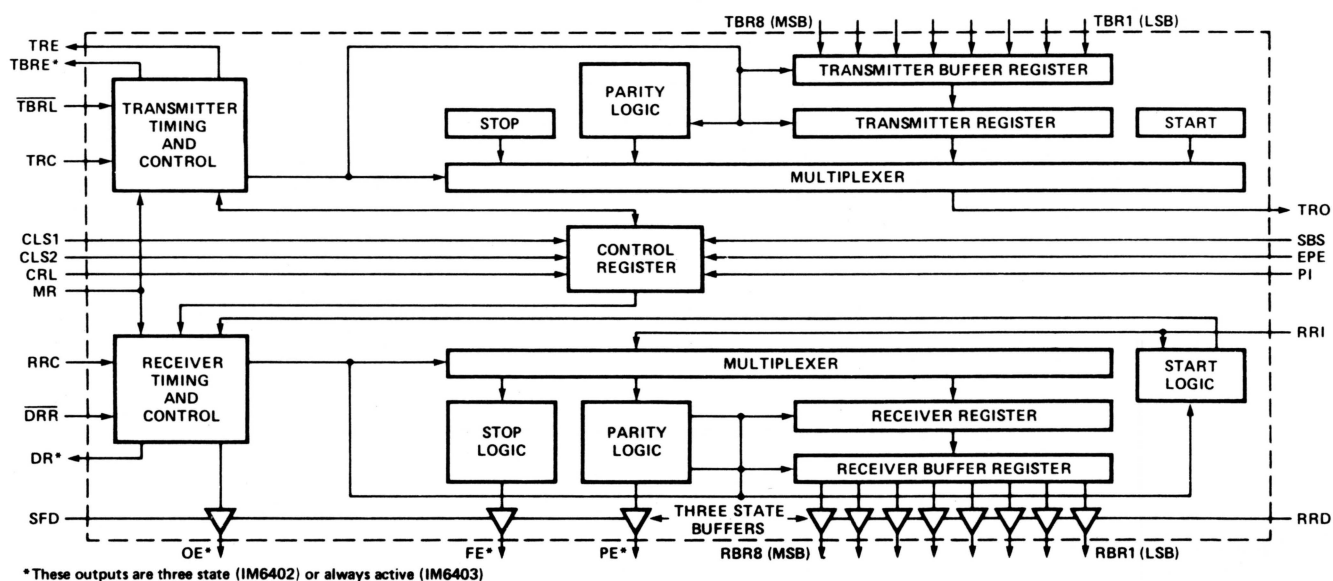 TBR8 (MSB)
TBR1 (LSB)
TRE
TBRE*
TRANSMITTER BUFFER REGISTER
TBRL
TRANSMITTER
TIMING
AND
CONTROL
PARITY
LOGIC
STOP
TRANSMITTER REGISTER
START
TRC
MULTIPLEXER
TRO
CLS1
CLS2
CRL
MR
CONTROL
REGISTER
SBS
EPE
PI
RRI
RRC
RECEIVER
TIMING
AND
CONTROL
MULTIPLEXER
START
LOGIC
DRR
STOP
LOGIC
PARITY
LOGIC
RECEIVER REGISTER
DR*
RECEIVER BUFFER REGISTER
SFD
THREE STATE
BUFFERS
RRD
OE*
FE*
PE*
RBR8 (MSB)
RBR1 (LSB)
*These outputs are three state (IM6402) or always active (IM6403)